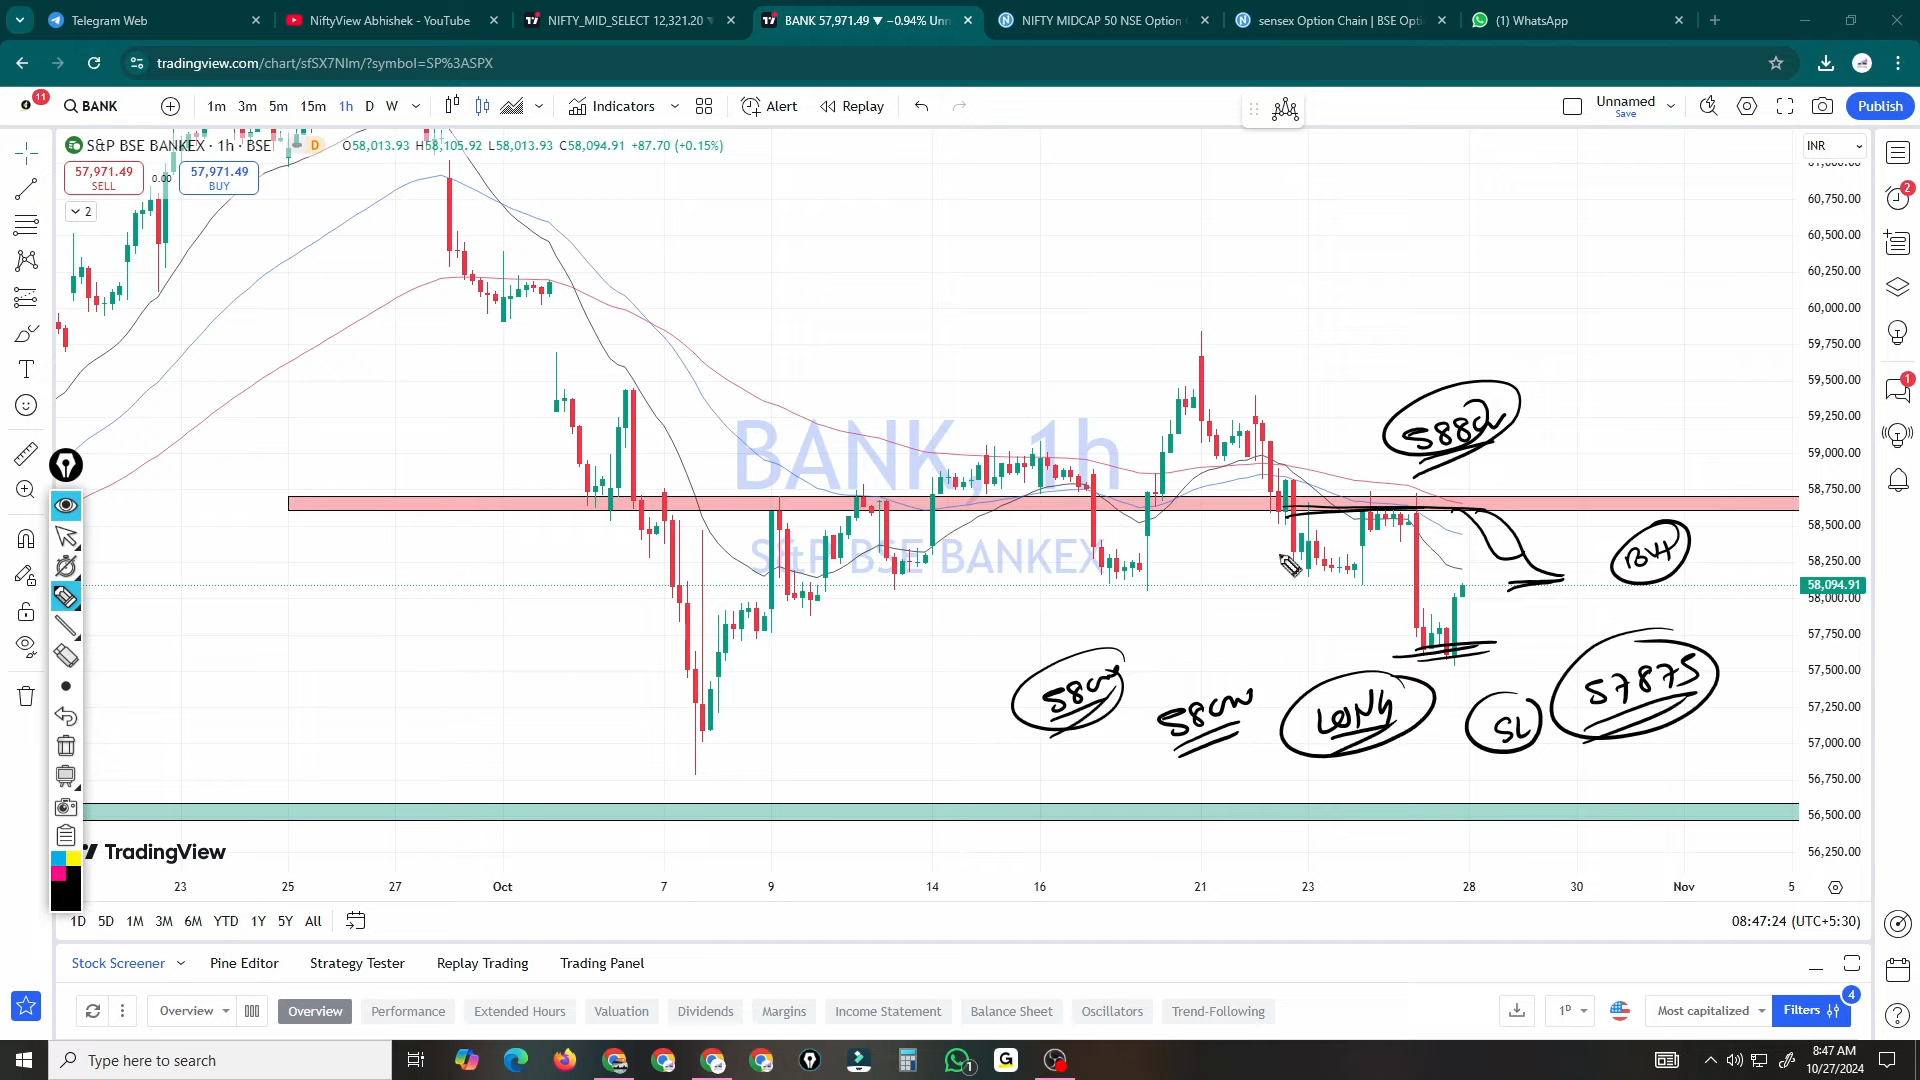 Telegram Web
NiftyView Abhishek - YouTube
NIFTY_MID_SELECT 12,321.20
BANK 57,971.49 ▼ −0.94% Unn
NIFTY MIDCAP 50 NSE Option
sensex Option Chain | BSE Opti
(1) WhatsApp
tradingview.com/chart/sfSX7NIm/?symbol=SP%3ASPX
11
BANK
1m 3m 5m 15m 1h D W
Indicators
Alert
Replay
Unnamed
Save
Publish
S&P BSE BANKEX · 1h · BSE
D
O58,013.93 H58,105.92 L58,013.93 C58,094.91 +87.70 (+0.15%)
INR
57,971.49
SELL
0.00
57,971.49
BUY
2
61,000.00
60,750.00
60,500.00
60,250.00
60,000.00
59,750.00
59,500.00
59,250.00
59,000.00
58,750.00
58,500.00
58,250.00
58,094.91
58,000.00
57,750.00
57,500.00
57,250.00
57,000.00
56,750.00
56,500.00
56,250.00
BANK, 1h
S&P BSE BANKEX
LONG
SL
57875
TradingView
23 25 27 Oct 7 9 14 16 21 23 28 30 Nov 5
1D 5D 1M 3M 6M YTD 1Y 5Y All
08:47:24 (UTC+5:30)
Stock Screener
Pine Editor
Strategy Tester
Replay Trading
Trading Panel
Overview
Overview
Performance
Extended Hours
Valuation
Dividends
Margins
Income Statement
Balance Sheet
Oscillators
Trend-Following
1D
Most capitalized
Filters
4
2
1
Type here to search
1
8:47 AM
10/27/2024